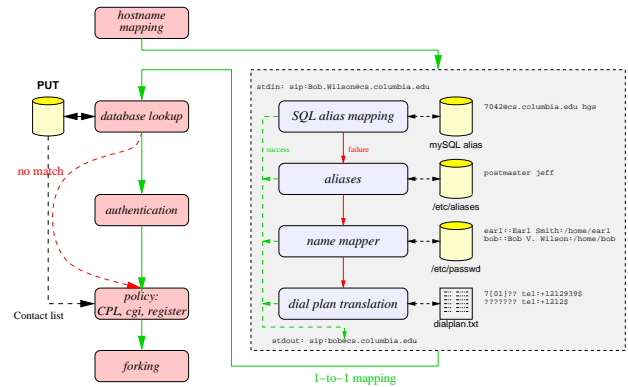 hostname
mapping
stdin: sip:Bob.Wilson@cs.columbia.edu
PUT
database lookup
SQL alias mapping
7042@cs.columbia.edu hgs
mySQL alias
success
failure
no match
aliases
postmaster jeff
/etc/aliases
authentication
name mapper
earl::Earl Smith:/home/earl
bob::Bob V. Wilson:/home/bob
/etc/passwd
policy:
CPL, cgi, register
dial plan translation
7[01]?? tel:+1212939$
??????? tel:+1212$
Contact list
dialplan.txt
stdout: sip:bob@cs.columbia.edu
forking
1-to-1 mapping